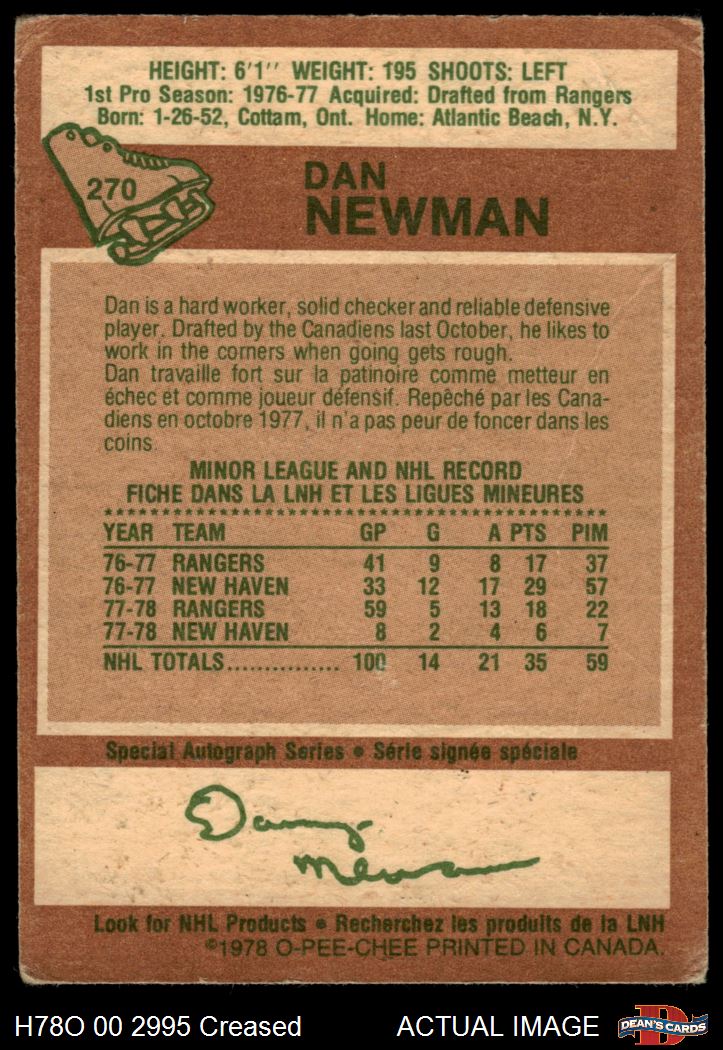 HEIGHT: 6'1'' WEIGHT: 195 SHOOTS: LEFT
1st Pro Season: 1976-77 Acquired: Drafted from Rangers
Born: 1-26-52, Cottam, Ont. Home: Atlantic Beach, N.Y.
270
DAN
NEWMAN
Dan is a hard worker, solid checker and reliable defensive
player. Drafted by the Canadiens last October, he likes to
work in the corners when going gets rough.
Dan travaille fort sur la patinoire comme metteur en
échec et comme joueur défensif. Repêché par les Cana-
diens en octobre 1977, il n'a pas peur de foncer dans les
coins.
MINOR LEAGUE AND NHL RECORD
FICHE DANS LA LNH ET LES LIGUES MINEURES
YEAR TEAM GP G A PTS PIM
76-77 RANGERS 41 9 8 17 37
76-77 NEW HAVEN 33 12 17 29 57
77-78 RANGERS 59 5 13 18 22
77-78 NEW HAVEN 8 2 4 6 7
NHL TOTALS................ 100 14 21 35 59
Special Autograph Series • Série signée spéciale
Danny
Newman
Look for NHL Products • Recherchez les produits de la LNH
©1978 O-PEE-CHEE PRINTED IN CANADA.
H78O 00 2995 Creased ACTUAL IMAGE
D
DEAN'S CARDS